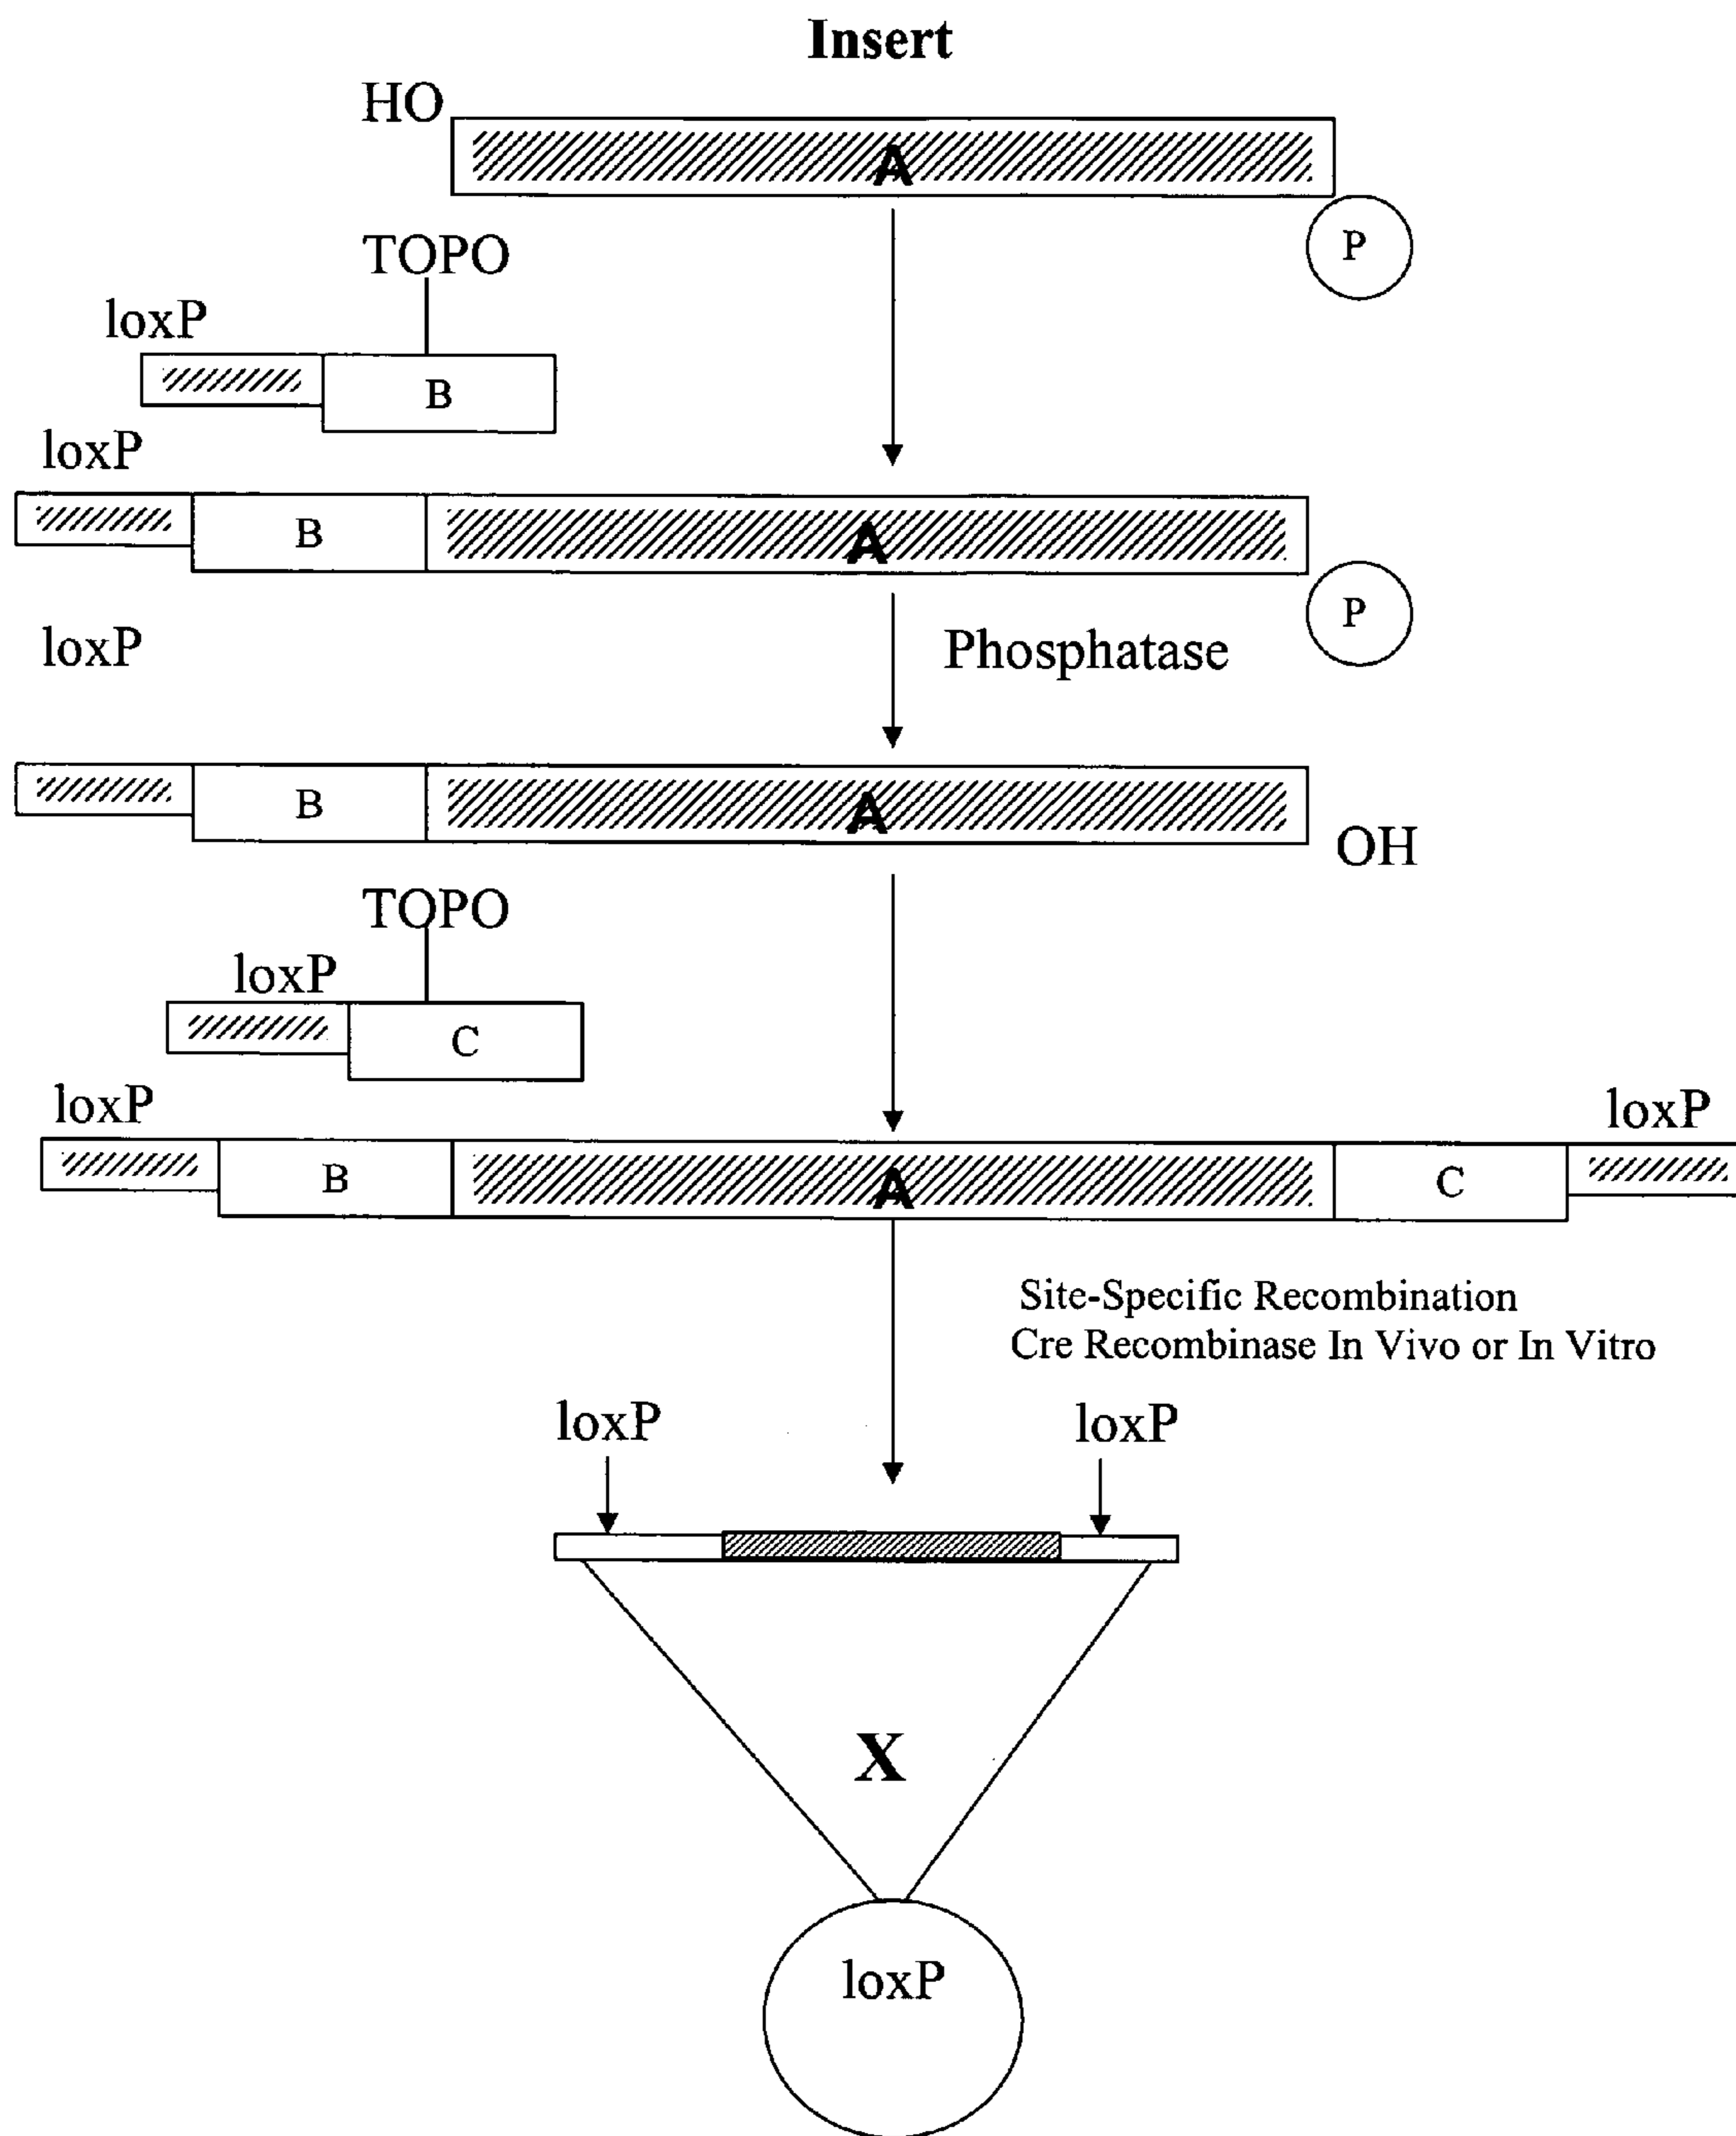 Insert
HO
A
P
TOPO
loxP
B
loxP
B
A
P
loxP
Phosphatase
B
A
OH
TOPO
loxP
C
loxP
loxP
B
A
C
Site-Specific Recombination
Cre Recombinase In Vivo or In Vitro
loxP
loxP
X
loxP